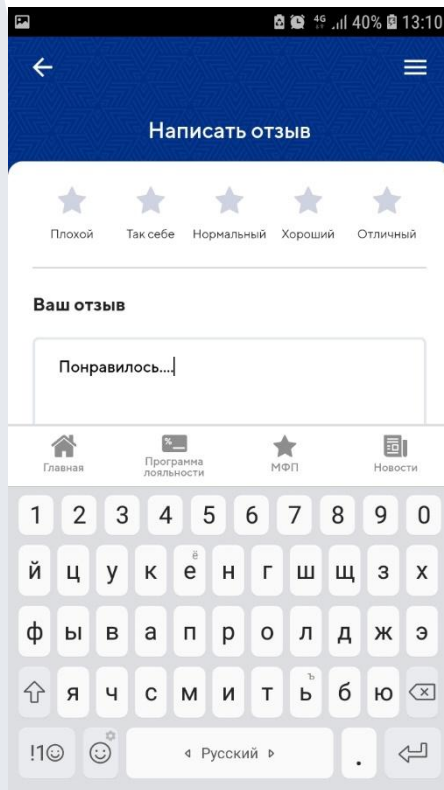 4G 40% 13:10
Написать отзыв
Плохой Так себе Нормальный Хороший Отличный
Ваш отзыв
Понравилось....
%
Главная Программа лояльности МФП Новости
1 2 3 4 5 6 7 8 9 0
ё
й ц у к е н г ш щ з х
ф ы в а п р о л д ж э
ъ
я ч с м и т ь б ю
!1☺ Русский .